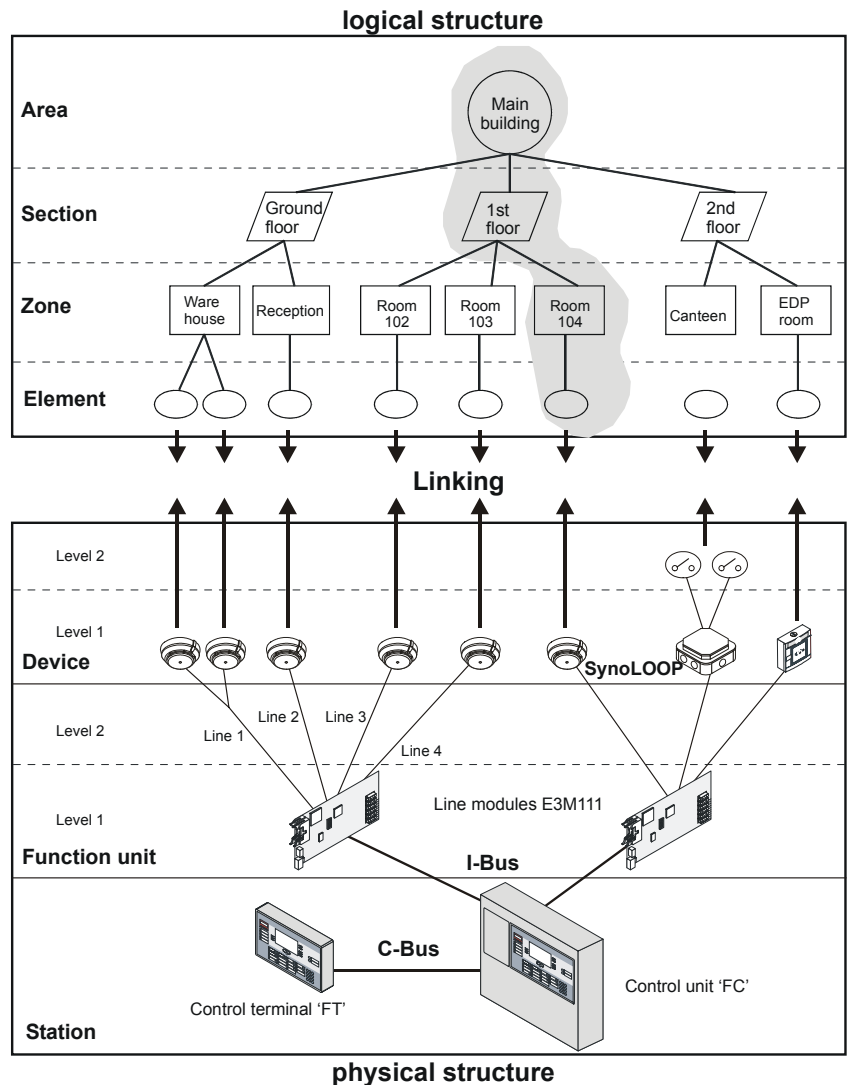 logical structure
Area
Main
building
Section
Ground
floor
1st
floor
2nd
floor
Zone
Ware
house
Reception
Room
102
Room
103
Room
104
Canteen
EDP
room
Element
Linking
Level 2
Level 1
Device
SynoLOOP
Level 2
Line 1
Line 2
Line 3
Line 4
Level 1
Line modules E3M111
Function unit
I-Bus
C-Bus
Control terminal ‘FT’
Control unit ‘FC’
Station
physical structure